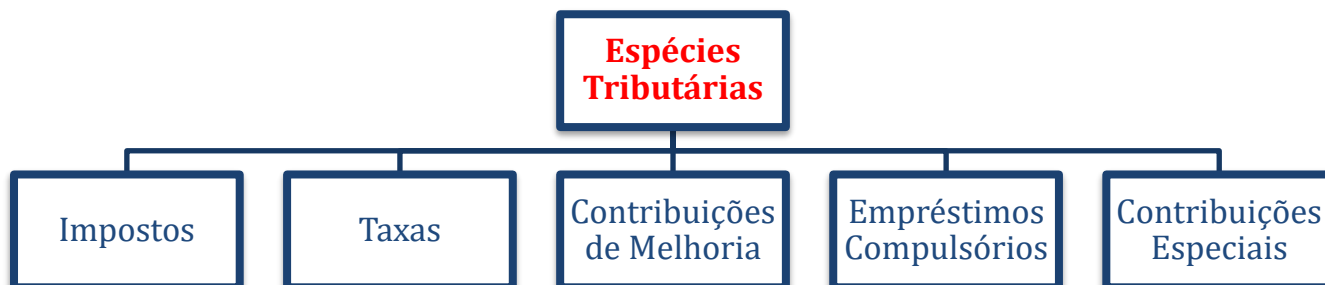 Espécies
Tributárias
Impostos
Taxas
Contribuições
de Melhoria
Empréstimos
Compulsórios
Contribuições
Especiais